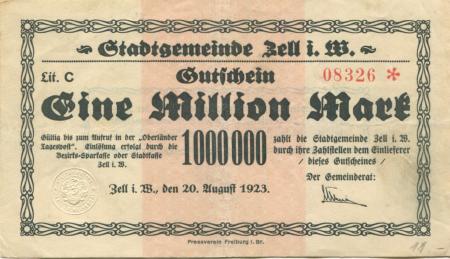 Stadtgemeinde Zell i. W.
Lit. C
Gutschein
08326 *
Eine Million Mark
Gültig bis zum Aufruf in der „Oberländer
Tagespost". Einlösung erfolgt durch die
Bezirks-Sparkasse oder Stadtkasse
Zell i. W.
1000000
zahlt die Stadtgemeinde Zell i. W.
durch ihre Zahlstellen dem Einlieferer
/ dieses Gutscheines /
Der Gemeinderat:
Zell i. W., den 20. August 1923.
Pressverein Freiburg i. Br.